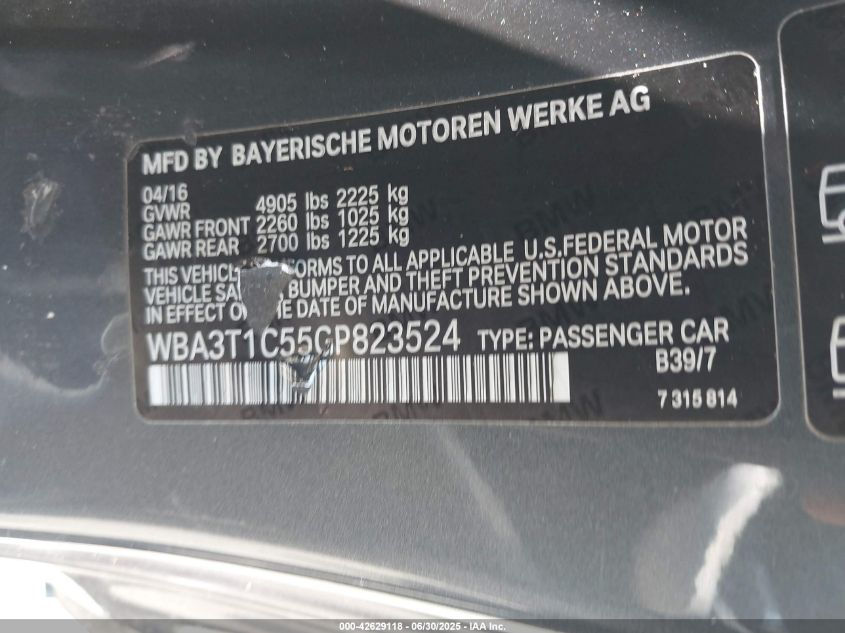 MFD BY BAYERISCHE MOTOREN WERKE AG
04/16
GVWR 4905 lbs 2225 kg
GAWR FRONT 2260 lbs 1025 kg
GAWR REAR 2700 lbs 1225 kg
THIS VEHICL ORMS TO ALL APPLICABLE U.S.FEDERAL MOTOR
VEHICLE SA BUMPER AND THEFT PREVENTION STANDARDS
IN EFFECT O HE DATE OF MANUFACTURE SHOWN ABOVE.
WBA3T1C55GP823524 TYPE: PASSENGER CAR
B39/7
7 315 814
000-42629118 - 06/30/2025 - IAA Inc.